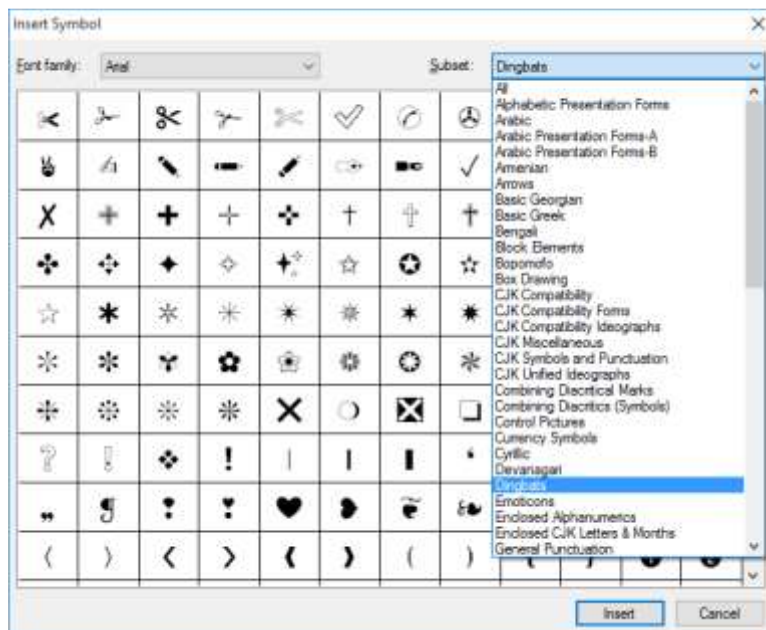 Insert Symbol
Font family: Arial Subset: Dingbats
All
Alphabetic Presentation Forms
Arabic
Arabic Presentation Forms-A
Arabic Presentation Forms-B
Armenian
Arrows
Basic Georgian
Basic Greek
Bengali
Block Elements
Bopomofo
Box Drawing
CJK Compatibility
CJK Compatibility Forms
CJK Compatibility Ideographs
CJK Miscellaneous
CJK Symbols and Punctuation
CJK Unified Ideographs
Combining Diacritical Marks
Combining Diacritics (Symbols)
Control Pictures
Currency Symbols
Cyrillic
Devanagari
Dingbats
Emoticons
Enclosed Alphanumerics
Enclosed CJK Letters & Months
General Punctuation
Insert Cancel